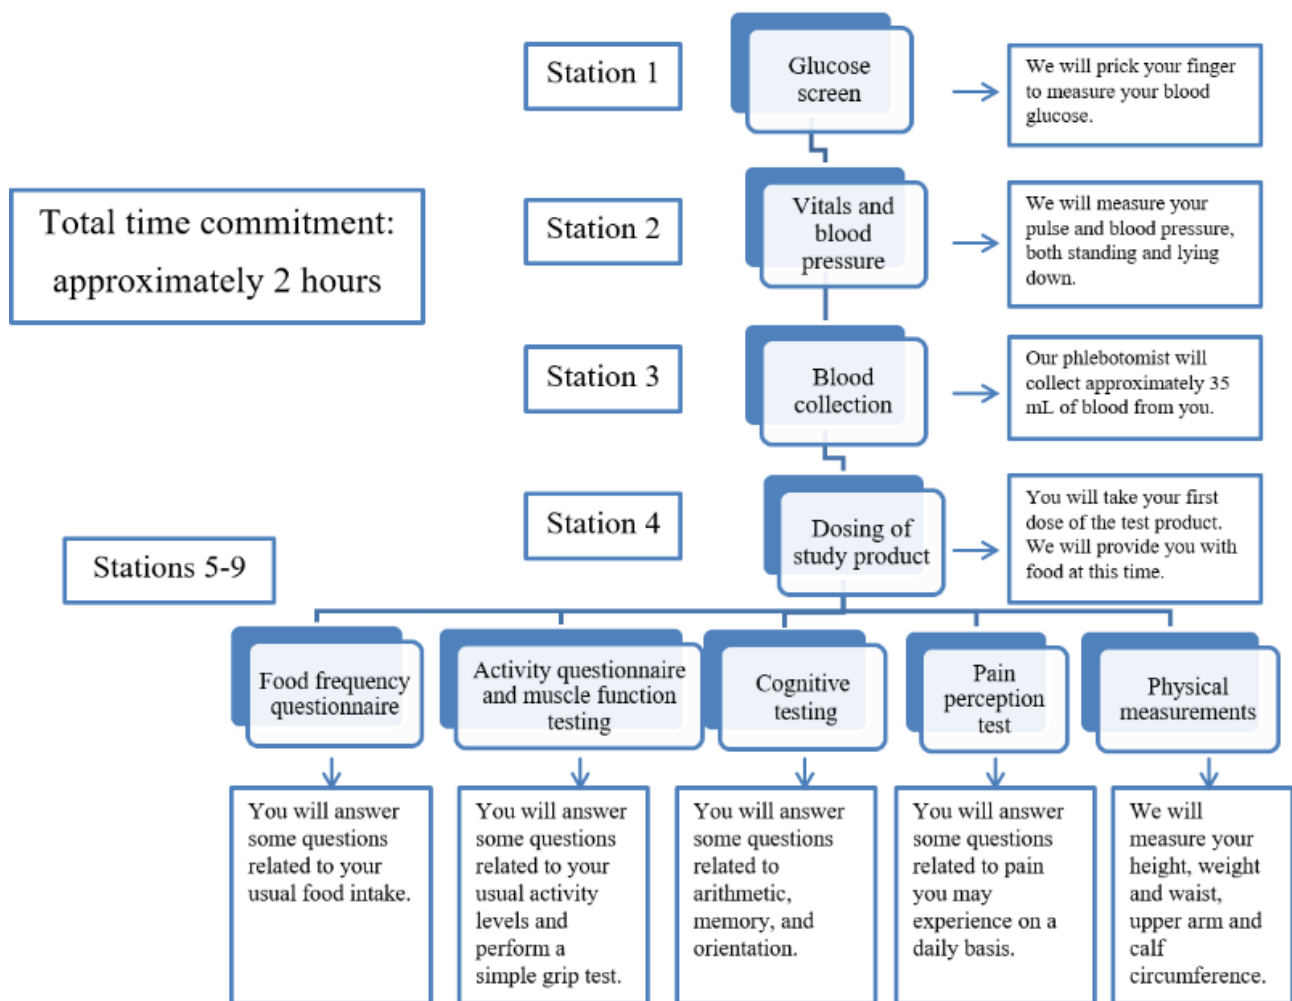 Station 1
Glucose
screen
We will prick your finger
to measure your blood
glucose.
Total time commitment:
approximately 2 hours
Station 2
Vitals and
blood
pressure
We will measure your
pulse and blood pressure,
both standing and lying
down.
Station 3
Blood
collection
Our phlebotomist will
collect approximately 35
mL of blood from you.
Station 4
Dosing of
study product
You will take your first
dose of the test product.
We will provide you with
food at this time.
Stations 5-9
Food frequency
questionnaire
Activity questionnaire
and muscle function
testing
Cognitive
testing
Pain
perception
test
Physical
measurements
You will answer
some questions
related to your
usual food intake.
You will answer
some questions
related to your
usual activity
levels and
perform a
simple grip test.
You will answer
some questions
related to
arithmetic,
memory, and
orientation.
You will answer
some questions
related to pain
you may
experience on a
daily basis.
We will
measure your
height, weight
and waist,
upper arm and
calf
circumference.